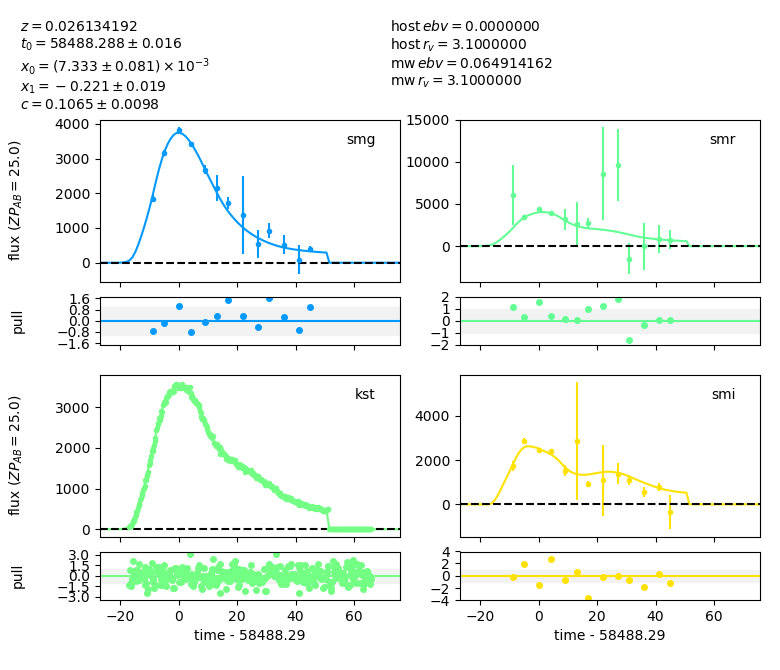 z = 0.026134192
t₀ = 58488.288 ± 0.016
x₀ = (7.333 ± 0.081) × 10⁻³
x₁ = −0.221 ± 0.019
c = 0.1065 ± 0.0098
host ebv = 0.0000000
host r_v = 3.1000000
mw ebv = 0.064914162
mw r_v = 3.1000000
flux (ZP_AB = 25.0)
4000
3000
2000
1000
0
smg
15000
10000
5000
0
smr
pull
1.6
0.8
0.0
−0.8
−1.6
2
1
0
−1
−2
flux (ZP_AB = 25.0)
3000
2000
1000
0
kst
4000
2000
0
smi
pull
3.0
1.5
0.0
−1.5
−3.0
4
2
0
−2
−4
−20 0 20 40 60
−20 0 20 40 60
time - 58488.29
time - 58488.29